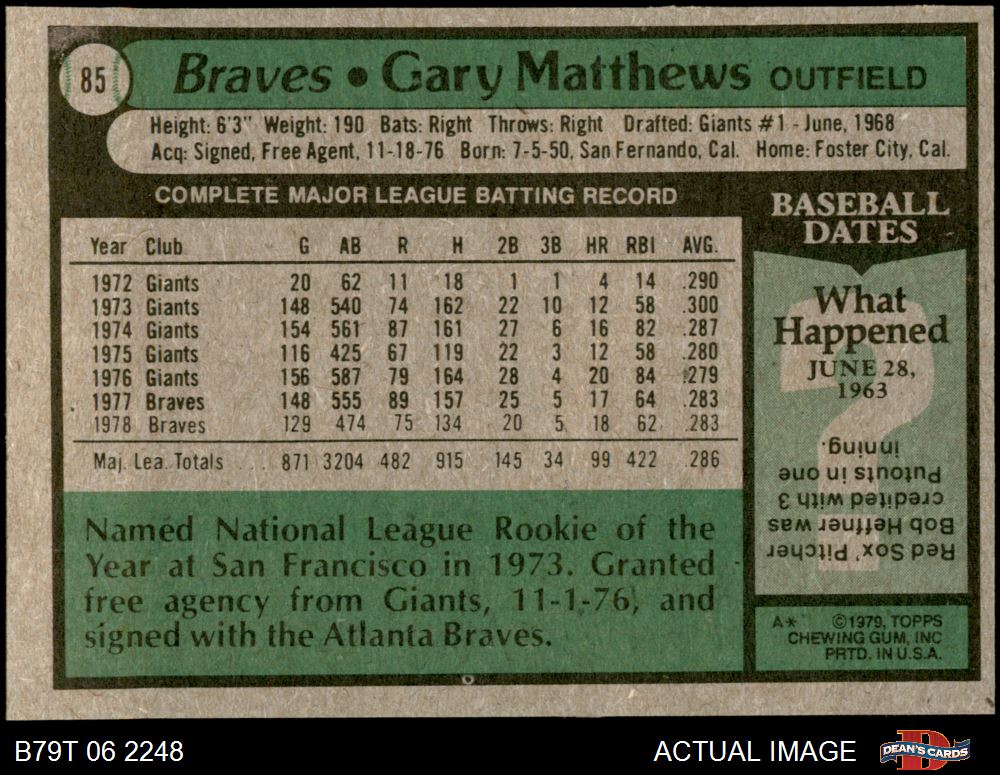 85
Braves • Gary Matthews OUTFIELD
Height: 6'3" Weight: 190 Bats: Right Throws: Right Drafted: Giants #1 - June, 1968
Acq: Signed, Free Agent, 11-18-76 Born: 7-5-50, San Fernando, Cal. Home: Foster City, Cal.
COMPLETE MAJOR LEAGUE BATTING RECORD
Year Club G AB R H 2B 3B HR RBI AVG.
1972 Giants 20 62 11 18 1 1 4 14 .290
1973 Giants 148 540 74 162 22 10 12 58 .300
1974 Giants 154 561 87 161 27 6 16 82 .287
1975 Giants 116 425 67 119 22 3 12 58 .280
1976 Giants 156 587 79 164 28 4 20 84 .279
1977 Braves 148 555 89 157 25 5 17 64 .283
1978 Braves 129 474 75 134 20 5 18 62 .283
Maj. Lea. Totals ... 871 3204 482 915 145 34 99 422 .286
Named National League Rookie of the
Year at San Francisco in 1973. Granted
free agency from Giants, 11-1-76, and
signed with the Atlanta Braves.
BASEBALL
DATES
What
Happened
JUNE 28,
1963
?
Red Sox' Pitcher
Bob Heffner was
credited with 3
Putouts in one
inning.
A* ©1979, TOPPS
CHEWING GUM, INC
PRTD. IN U.S.A.
B79T 06 2248
ACTUAL IMAGE
D
DEAN'S CARDS